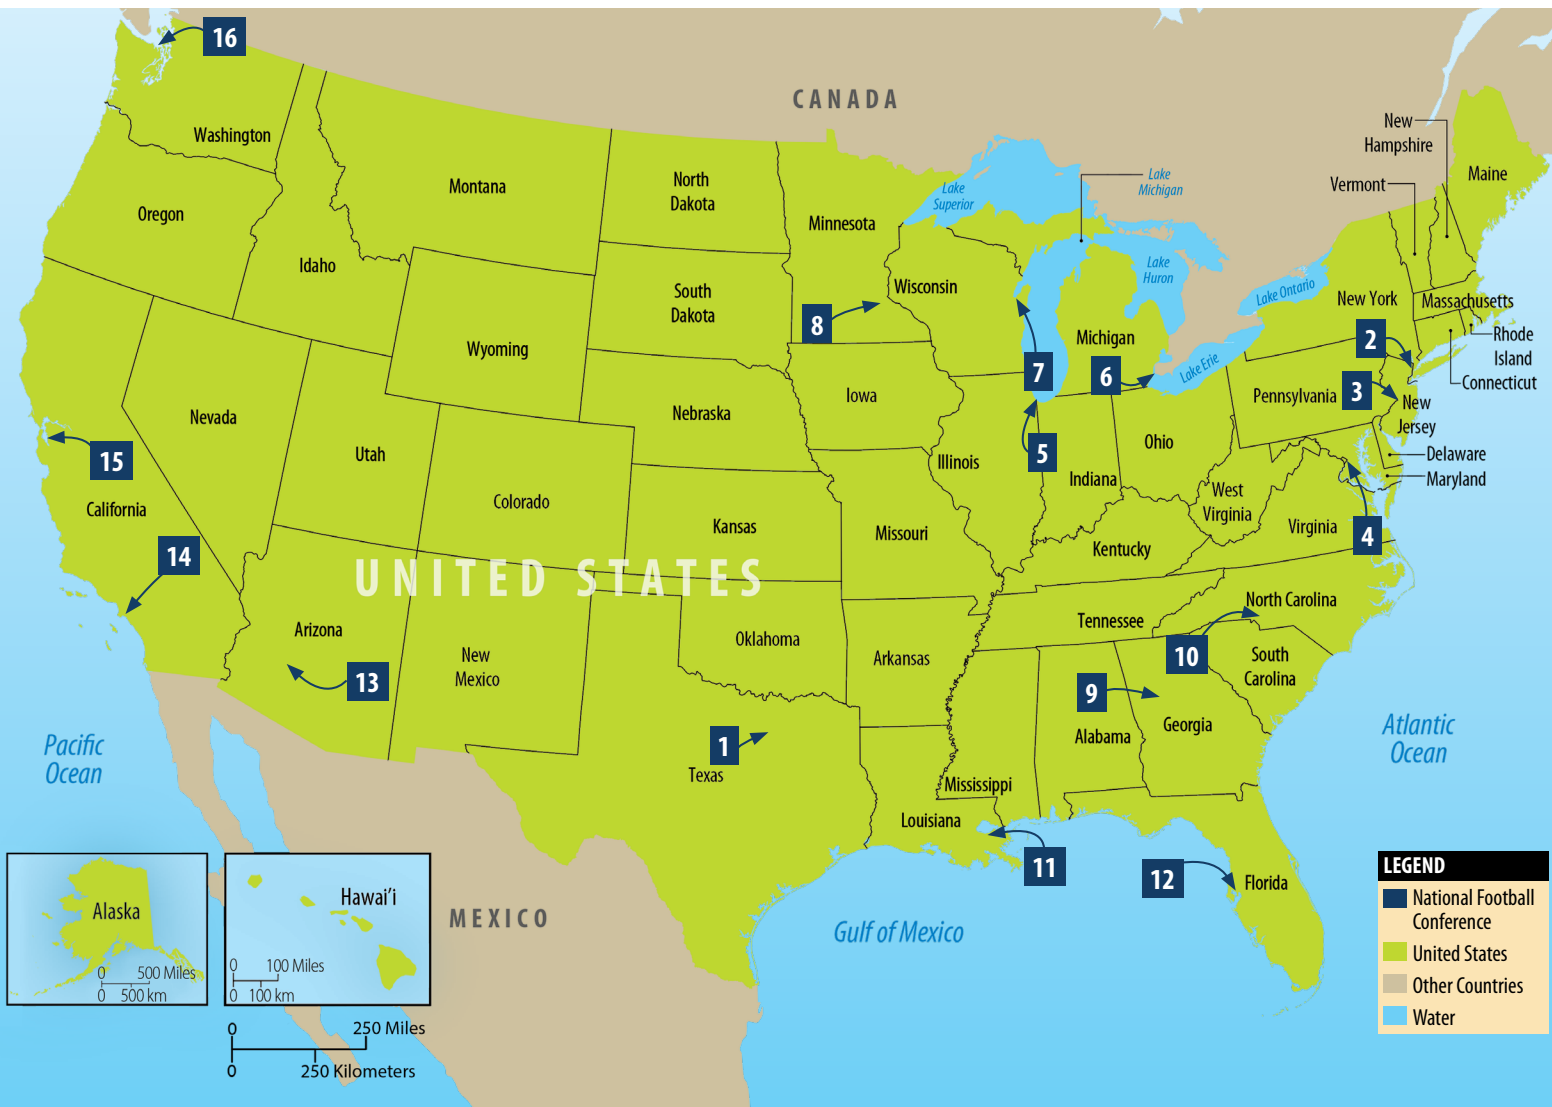 16
CANADA
New
Hampshire
Washington
Maine
Vermont
Lake
Michigan
Montana
North
Dakota
Lake
Superior
Oregon
Minnesota
Idaho
Lake
Huron
Wisconsin
South
Dakota
Lake Ontario
New York
Massachusetts
8
Michigan
2
Rhode
Island
Wyoming
Lake Erie
7
6
Connecticut
Iowa
Pennsylvania
3
New
Jersey
Nevada
Nebraska
Ohio
Utah
15
5
Illinois
Delaware
Indiana
Maryland
California
Colorado
West
Virginia
Kansas
Missouri
Virginia
4
14
Kentucky
UNITED STATES
North Carolina
Arizona
Tennessee
Oklahoma
New
Mexico
Arkansas
10
South
Carolina
13
9
Pacific
Ocean
1
Texas
Alabama
Georgia
Atlantic
Ocean
Mississippi
Louisiana
11
12
Florida
Hawai’i
Alaska
MEXICO
Gulf of Mexico
0 500 Miles
0 500 km
0 100 Miles
0 100 km
0 250 Miles
0 250 Kilometers
LEGEND
National Football
Conference
United States
Other Countries
Water